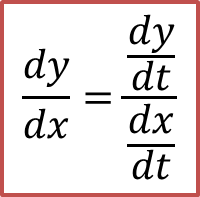 dy/dx = (dy/dt)/(dx/dt)